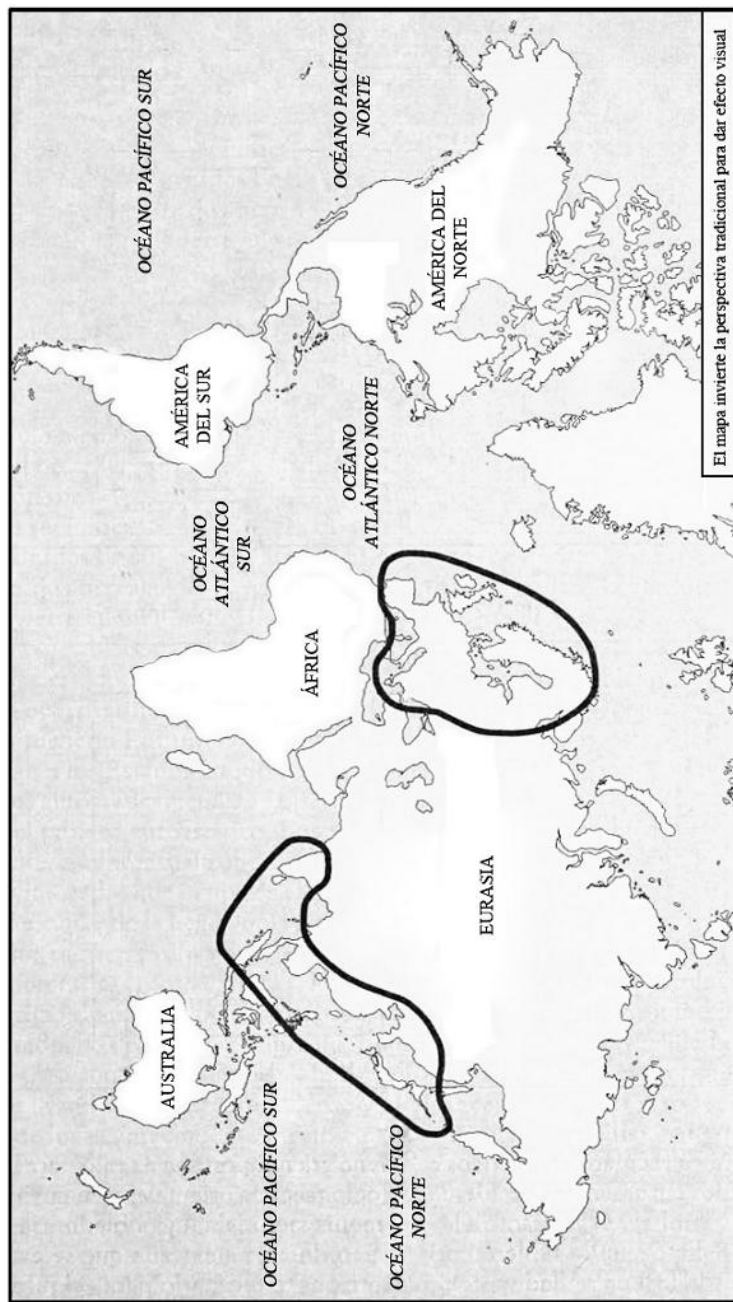 OCÉANO PACÍFICO SUR
AUSTRALIA
AMÉRICA
DEL SUR
OCÉANO
ATLÁNTICO
SUR
OCÉANO PACÍFICO SUR
ÁFRICA
OCÉANO PACÍFICO
NORTE
OCÉANO
ATLÁNTICO NORTE
OCÉANO PACÍFICO
NORTE
AMÉRICA DEL
NORTE
EURASIA
El mapa invierte la perspectiva tradicional para dar efecto visual